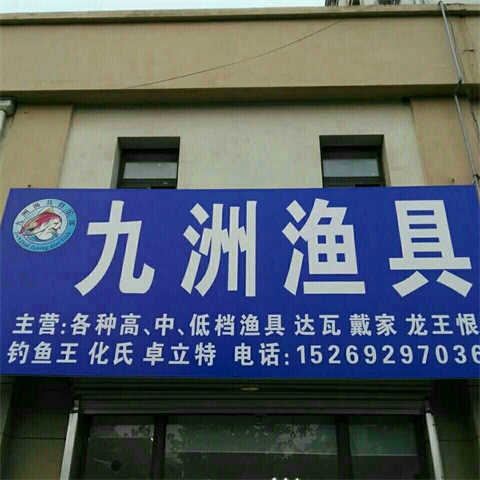 九洲渔具
主营:各种高、中、低档渔具 达瓦 戴家 龙王恨
钓鱼王 化氏 卓立特 电话:15269297036